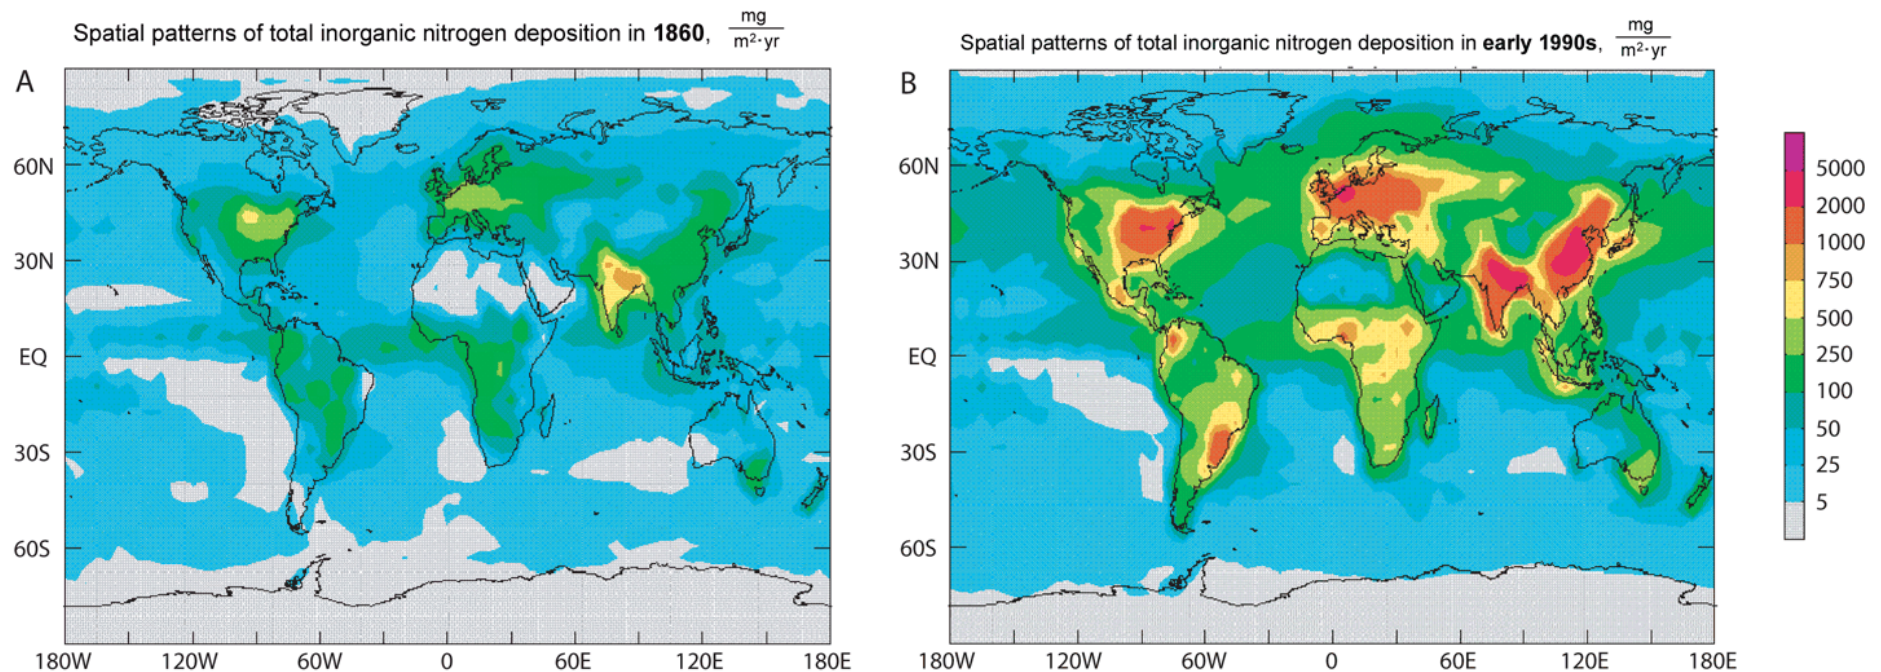 Spatial patterns of total inorganic nitrogen deposition in 1860, mg/m²·yr
Spatial patterns of total inorganic nitrogen deposition in early 1990s, mg/m²·yr
A
60N
30N
EQ
30S
60S
180W 120W 60W 0 60E 120E 180E
B
60N
30N
EQ
30S
60S
180W 120W 60W 0 60E 120E 180E
5000
2000
1000
750
500
250
100
50
25
5